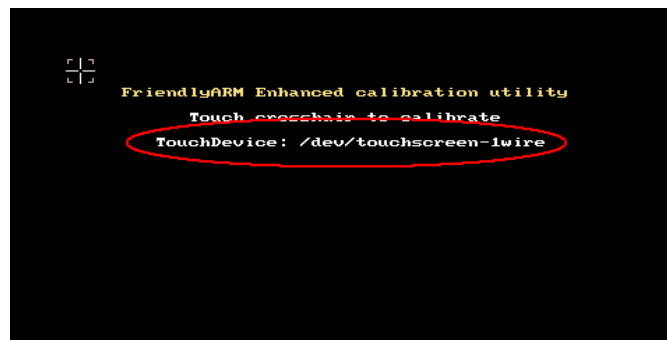 FriendlyARM Enhanced calibration utility
Touch crosshair to calibrate
TouchDevice: /dev/touchscreen-1wire